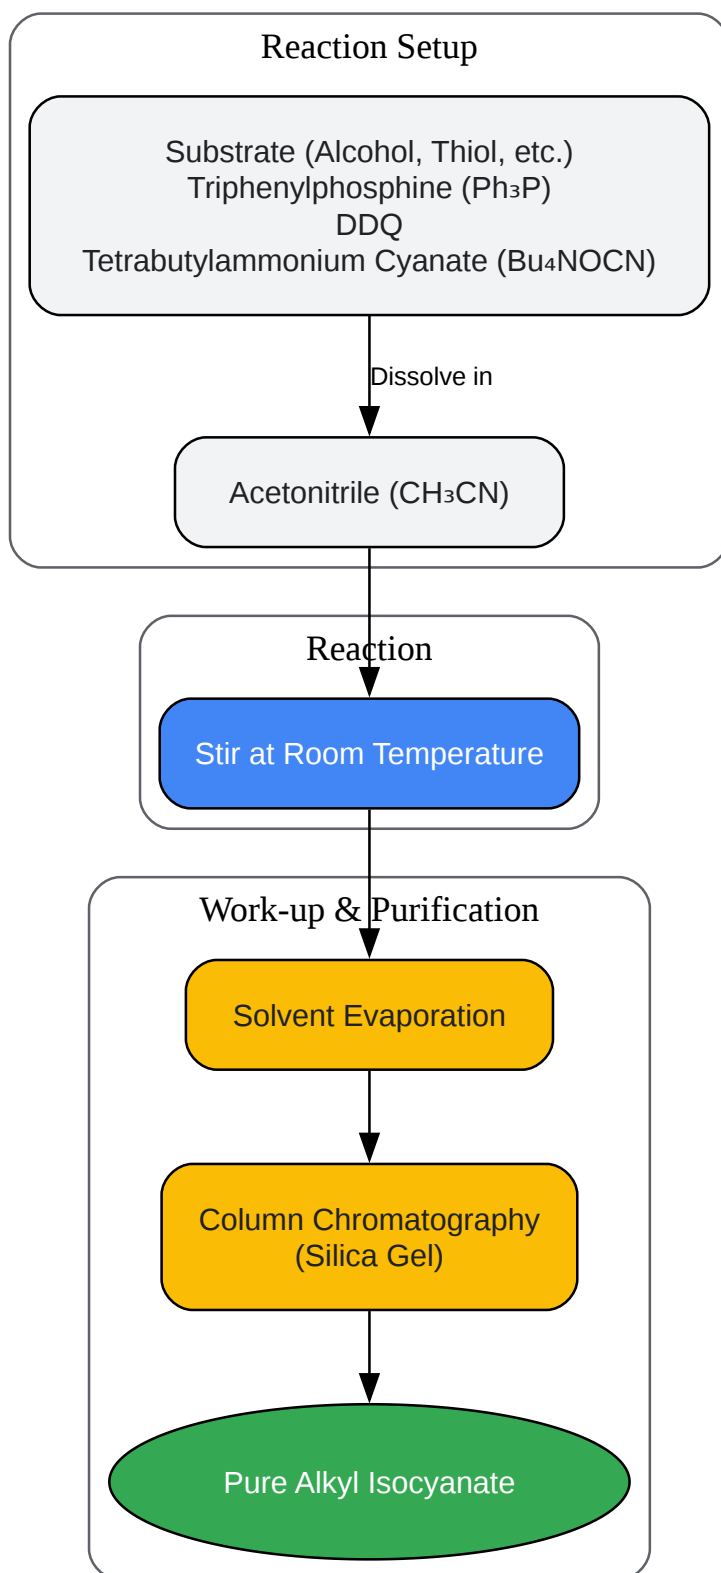 Reaction Setup
Substrate (Alcohol, Thiol, etc.)
Triphenylphosphine (Ph₃P)
DDQ
Tetrabutylammonium Cyanate (Bu₄NOCN)
Dissolve in
Acetonitrile (CH₃CN)
Reaction
Stir at Room Temperature
Work-up & Purification
Solvent Evaporation
Column Chromatography
(Silica Gel)
Pure Alkyl Isocyanate